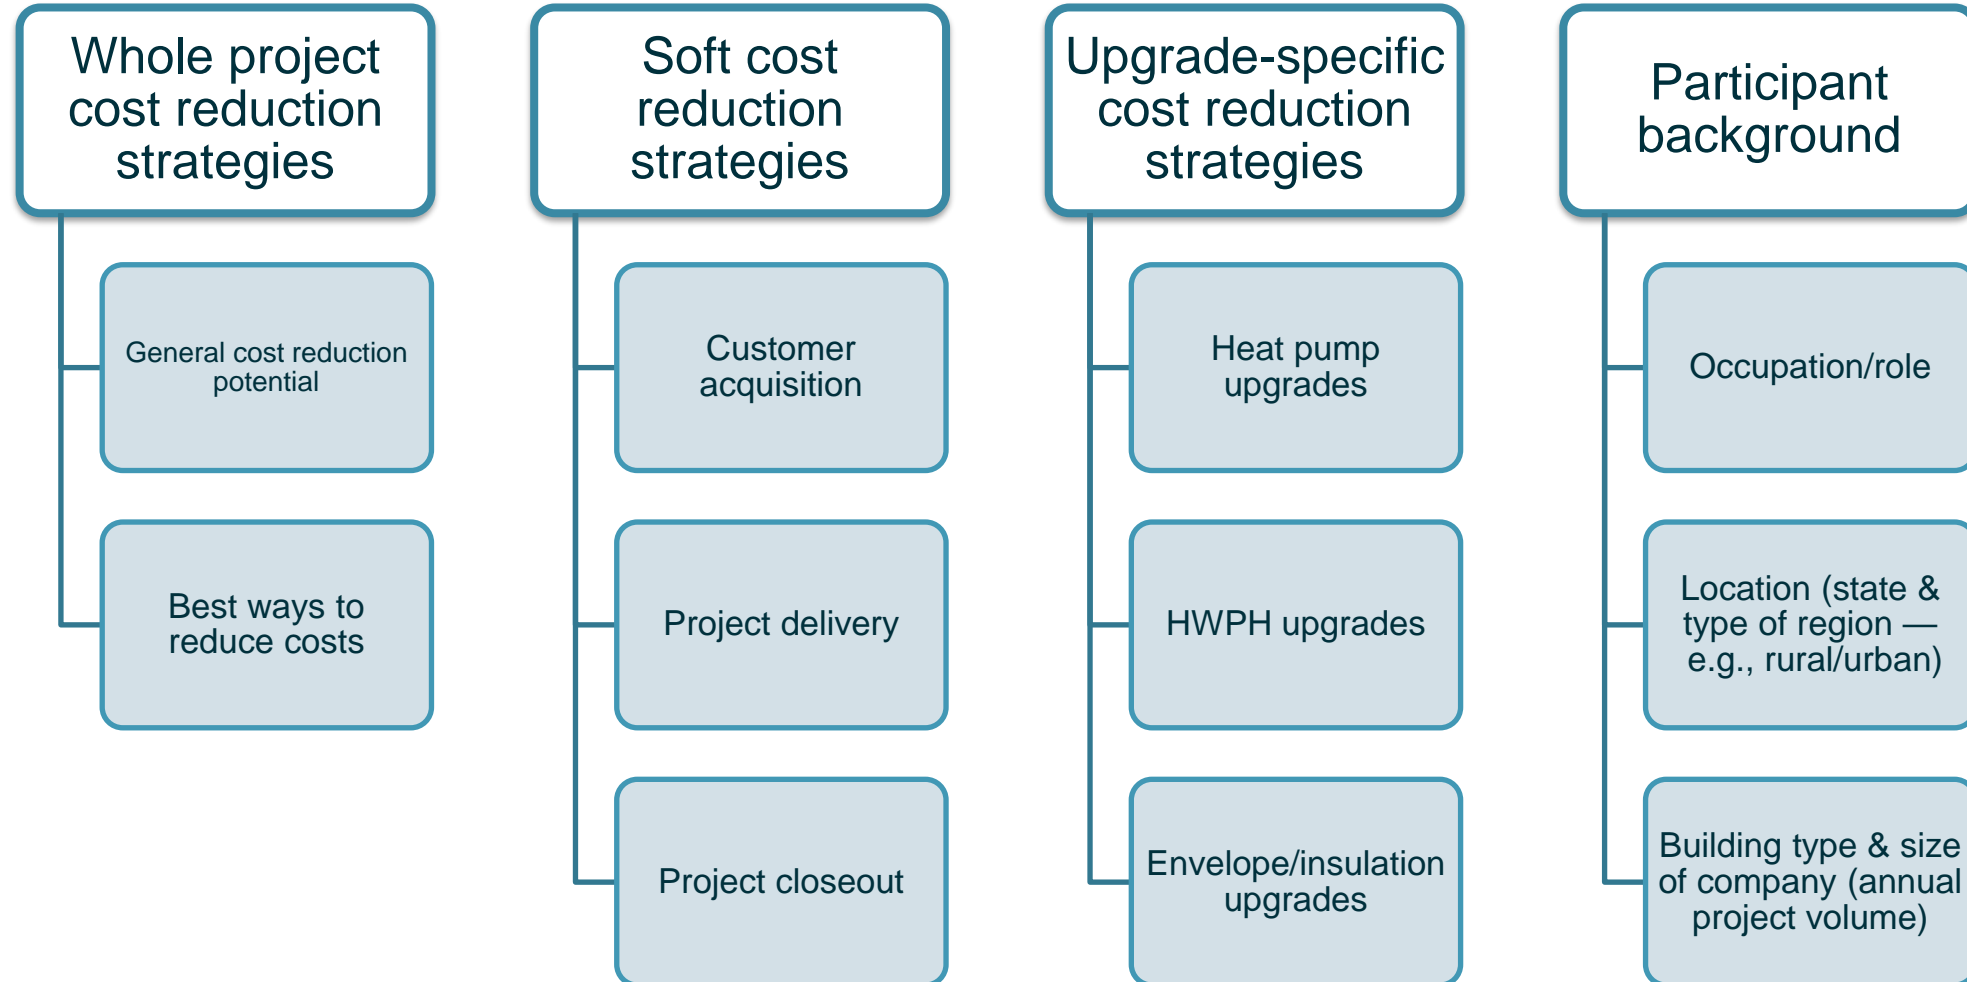 Whole project
cost reduction
strategies
General cost reduction
potential
Best ways to
reduce costs
Soft cost
reduction
strategies
Customer
acquisition
Project delivery
Project closeout
Upgrade-specific
cost reduction
strategies
Heat pump
upgrades
HWPH upgrades
Envelope/insulation
upgrades
Participant
background
Occupation/role
Location (state &
type of region —
e.g., rural/urban)
Building type & size
of company (annual
project volume)